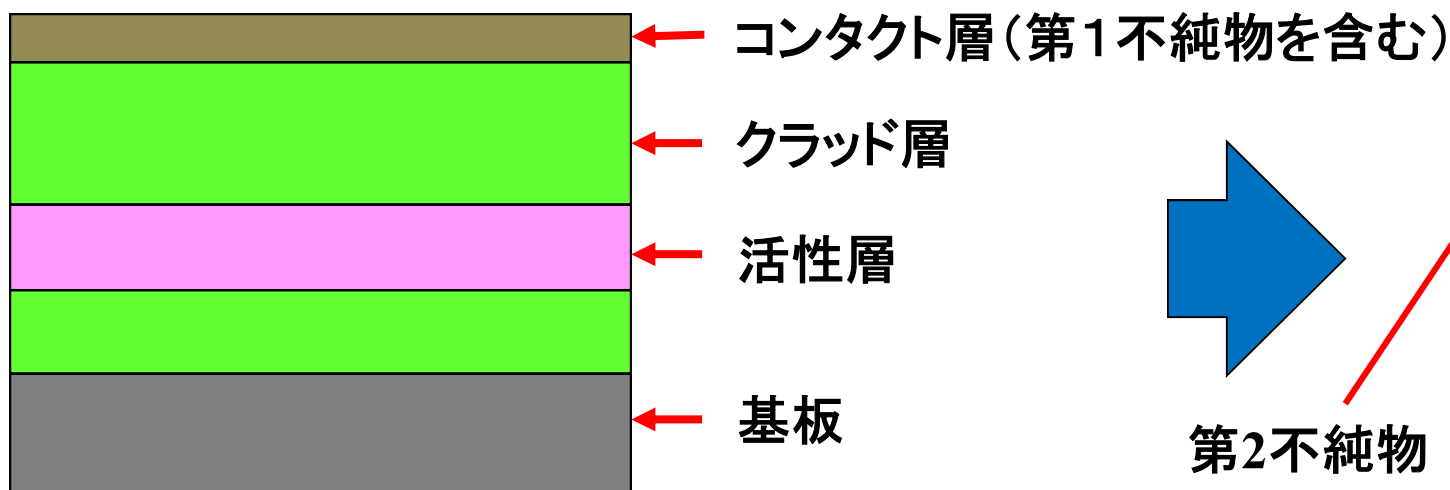 コンタクト層(第１不純物を含む)
クラッド層
活性層
基板
第2不純物